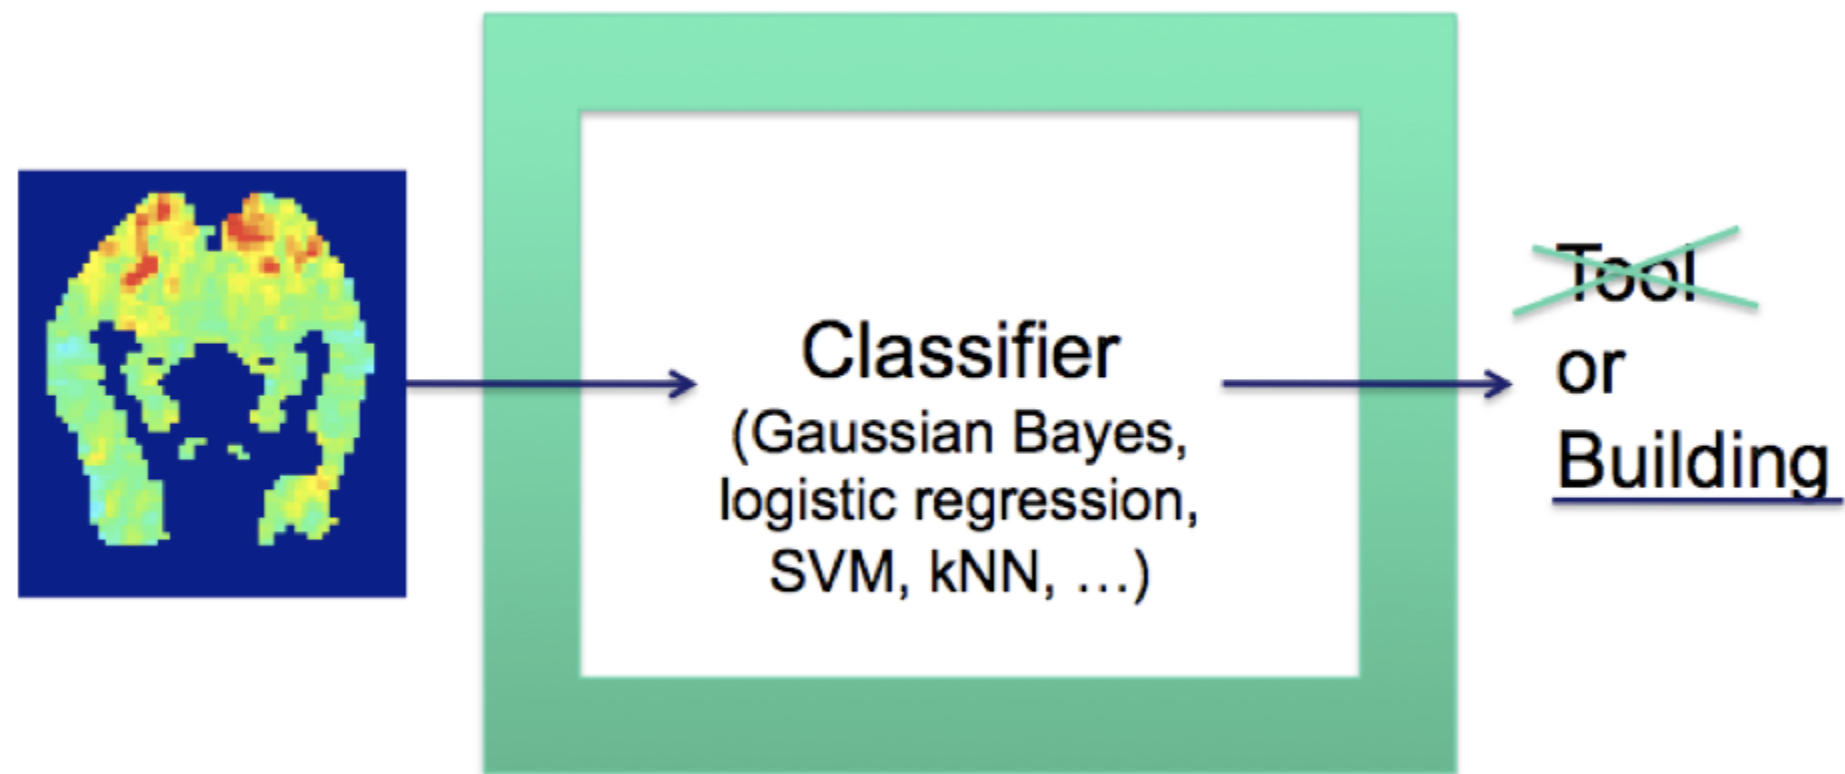 Classifier
(Gaussian Bayes,
logistic regression,
SVM, kNN, …)
Tool
or
Building